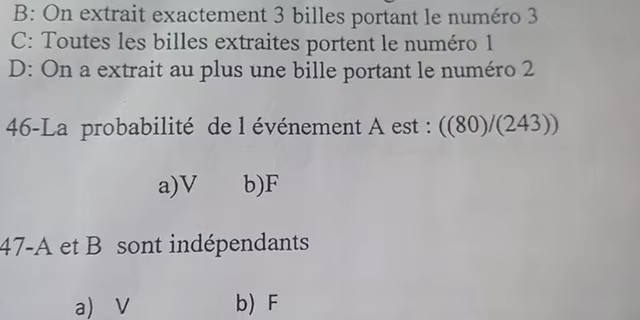 B: On extrait exactement 3 billes portant le numéro 3
C: Toutes les billes extraites portent le numéro 1
D: On a extrait au plus une bille portant le numéro 2
46-La probabilité de l événement A est : ((80)/(243))
a)V b)F
47-A et B sont indépendants
a) V b) F